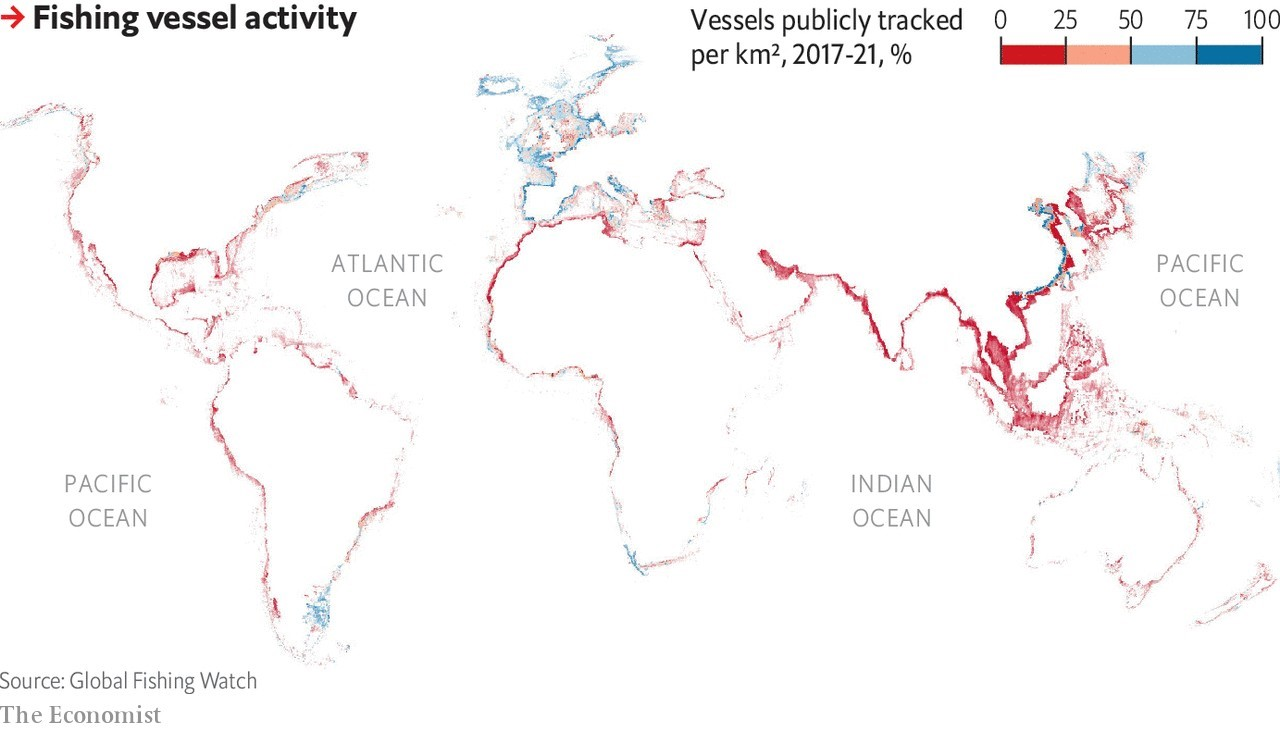 → Fishing vessel activity
Vessels publicly tracked
per km², 2017-21, %
0 25 50 75 100
ATLANTIC
OCEAN
PACIFIC
OCEAN
PACIFIC
OCEAN
INDIAN
OCEAN
Source: Global Fishing Watch
The Economist